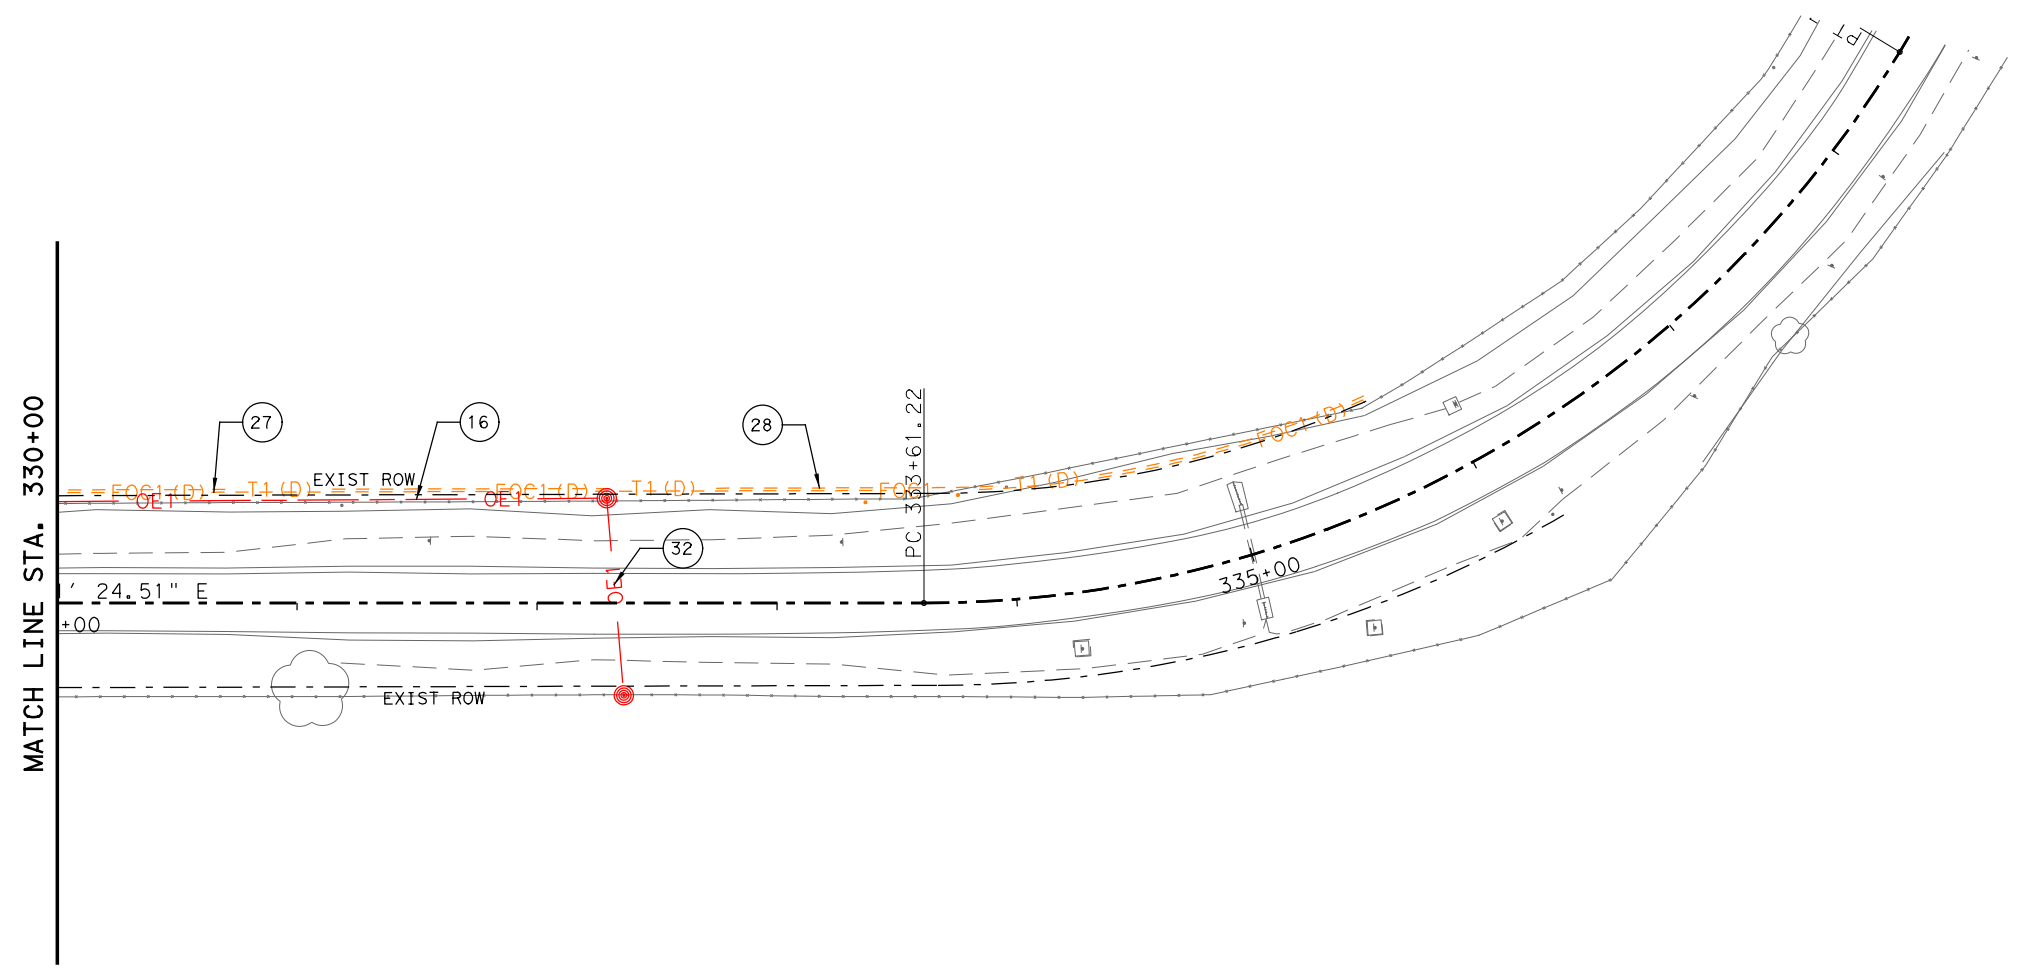 MATCH LINE STA. 330+00
27
16
28
32
EXIST ROW
FOC1(D)
T1(D)
FOC1(D)
T1(D)
FOC1
T1(D)
FOC1(D)
OE1
OE1
OE1
PC 333+61.22
' 24.51" E
+00
EXIST ROW
335+00
PT